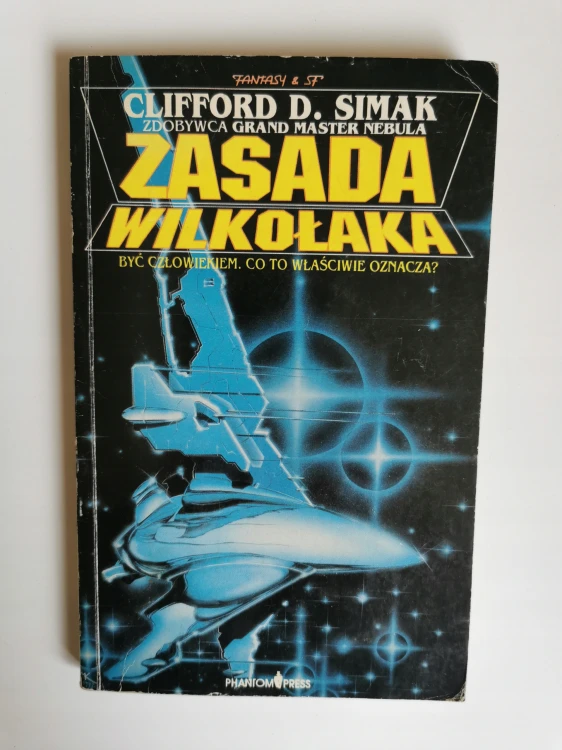 FANTASY & SF
CLIFFORD D. SIMAK
ZDOBYWCA GRAND MASTER NEBULA
ZASADA
WILKOŁAKA
BYĆ CZŁOWIEKIEM. CO TO WŁAŚCIWIE OZNACZA?
PHANTOM PRESS